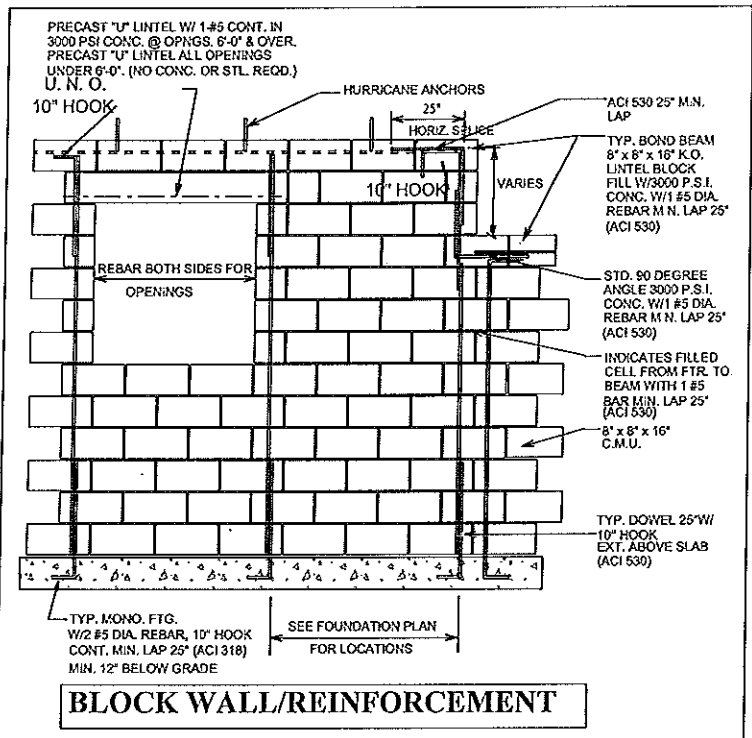 PRECAST "U" LINTEL W/ 1-#5 CONT. IN
3000 PSI CONC. @ OPNGS. 6'-0" & OVER.
PRECAST "U" LINTEL ALL OPENINGS
UNDER 6'-0". (NO CONC. OR STL. REQD.)
U. N. O.
10" HOOK
HURRICANE ANCHORS
25"
HORIZ. SPLICE
ACI 530 25" M.N.
LAP
TYP. BOND BEAM
8" x 8" x 16" K.O.
LINTEL BLOCK
FILL W/3000 P.S.I.
CONC. W/1 #5 DIA.
REBAR M N. LAP 25"
(ACI 530)
10" HOOK
VARIES
REBAR BOTH SIDES FOR
OPENINGS
STD. 90 DEGREE
ANGLE 3000 P.S.I.
CONC. W/1 #5 DIA.
REBAR M N. LAP 25"
(ACI 530)
INDICATES FILLED
CELL FROM FTR. TO
BEAM WITH 1 #5
BAR MIN. LAP 25"
(ACI 530)
8" x 8" x 16"
C.M.U.
TYP. DOWEL 25"W/
10" HOOK
EXT. ABOVE SLAB
(ACI 530)
TYP. MONO. FTG.
W/2 #5 DIA. REBAR, 10" HOOK
CONT. MIN. LAP 25" (ACI 318)
MIN. 12" BELOW GRADE
SEE FOUNDATION PLAN
FOR LOCATIONS
BLOCK WALL/REINFORCEMENT